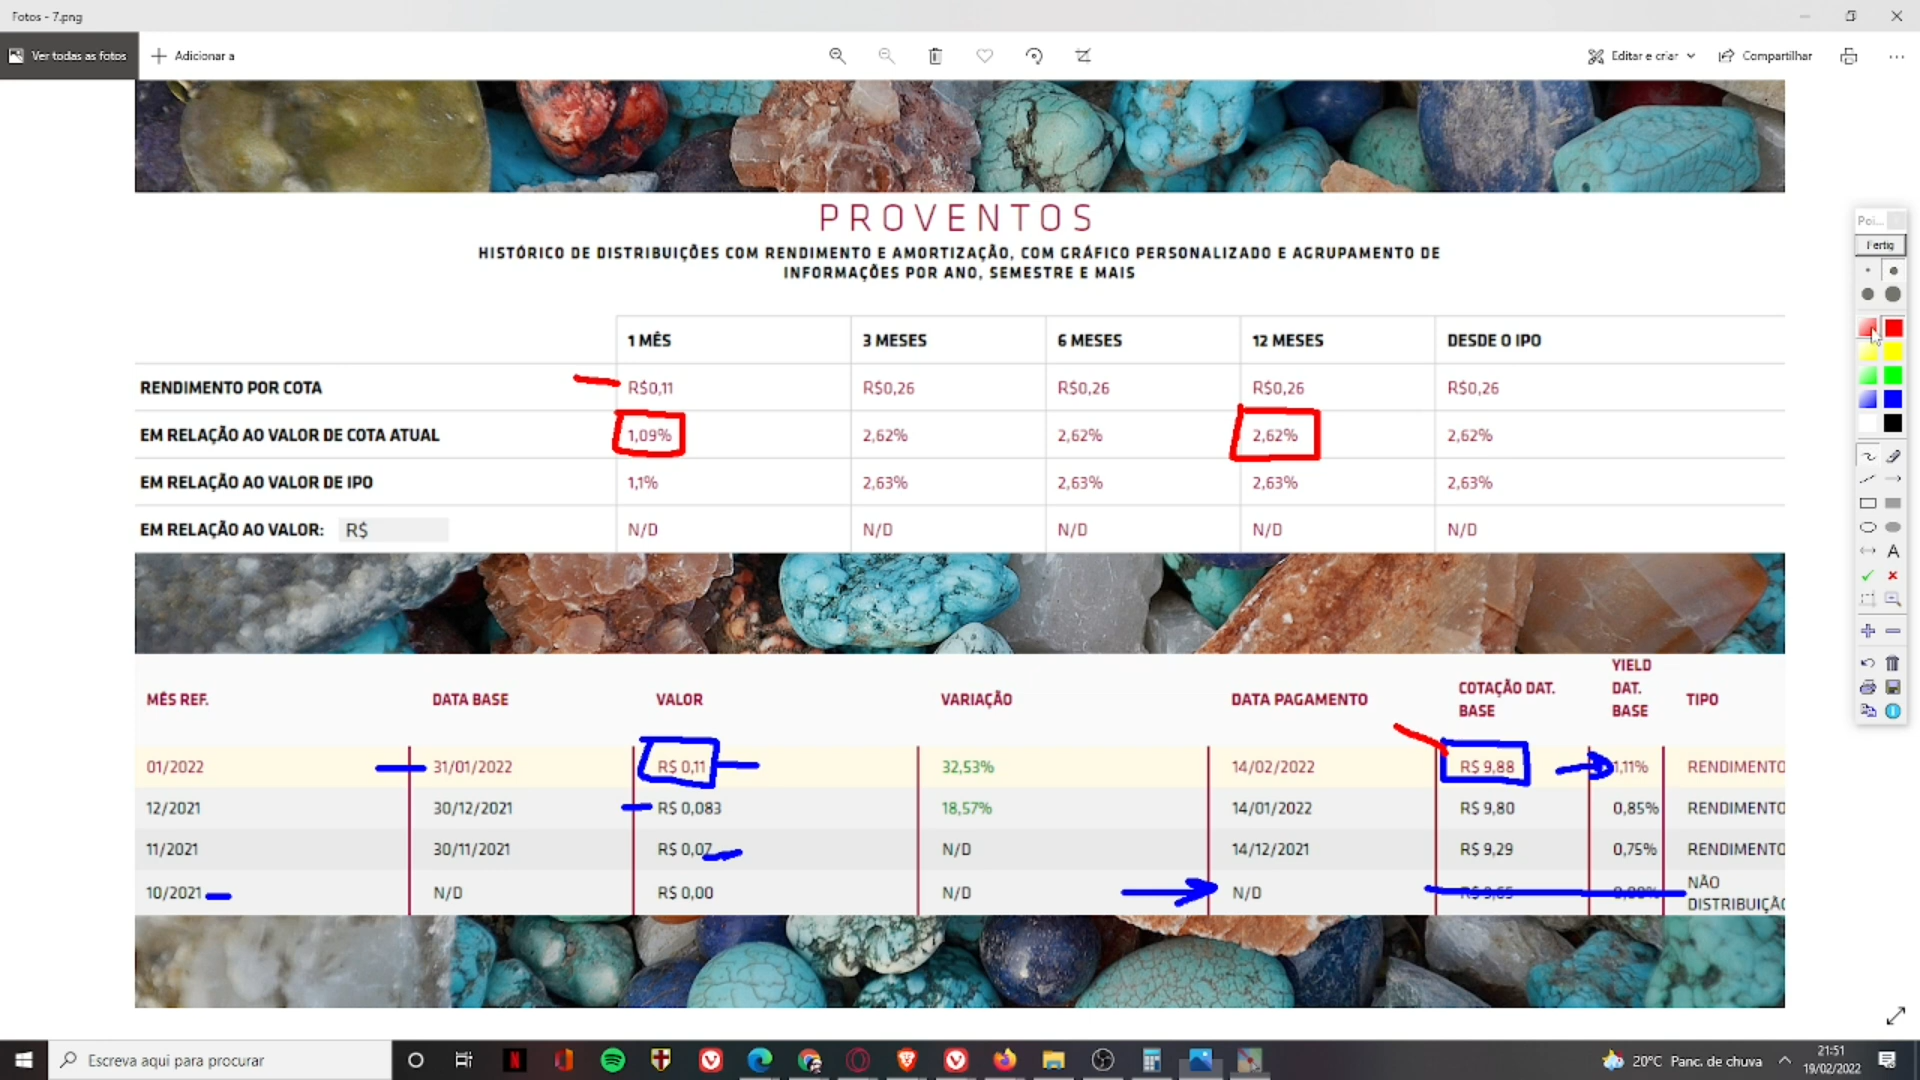 Fotos - 7.png
Ver todas as fotos
Adicionar a
Editar e criar
Compartilhar
PROVENTOS
HISTÓRICO DE DISTRIBUIÇÕES COM RENDIMENTO E AMORTIZAÇÃO, COM GRÁFICO PERSONALIZADO E AGRUPAMENTO DE
INFORMAÇÕES POR ANO, SEMESTRE E MAIS
Poi...
Fertig
1 MÊS 3 MESES 6 MESES 12 MESES DESDE O IPO
RENDIMENTO POR COTA R$0,11 R$0,26 R$0,26 R$0,26 R$0,26
EM RELAÇÃO AO VALOR DE COTA ATUAL 1,09% 2,62% 2,62% 2,62% 2,62%
EM RELAÇÃO AO VALOR DE IPO 1,1% 2,63% 2,63% 2,63% 2,63%
EM RELAÇÃO AO VALOR: R$ N/D N/D N/D N/D N/D
MÊS REF. DATA BASE VALOR VARIAÇÃO DATA PAGAMENTO COTAÇÃO DAT. BASE YIELD DAT. BASE TIPO
01/2022 31/01/2022 R$ 0,11 32,53% 14/02/2022 R$ 9,88 1,11% RENDIMENTO
12/2021 30/12/2021 R$ 0,083 18,57% 14/01/2022 R$ 9,80 0,85% RENDIMENTO
11/2021 30/11/2021 R$ 0,07 N/D 14/12/2021 R$ 9,29 0,75% RENDIMENTO
10/2021 N/D R$ 0,00 N/D N/D NÃO DISTRIBUIÇÃO
Escreva aqui para procurar
20°C Panc. de chuva
21:51
19/02/2022